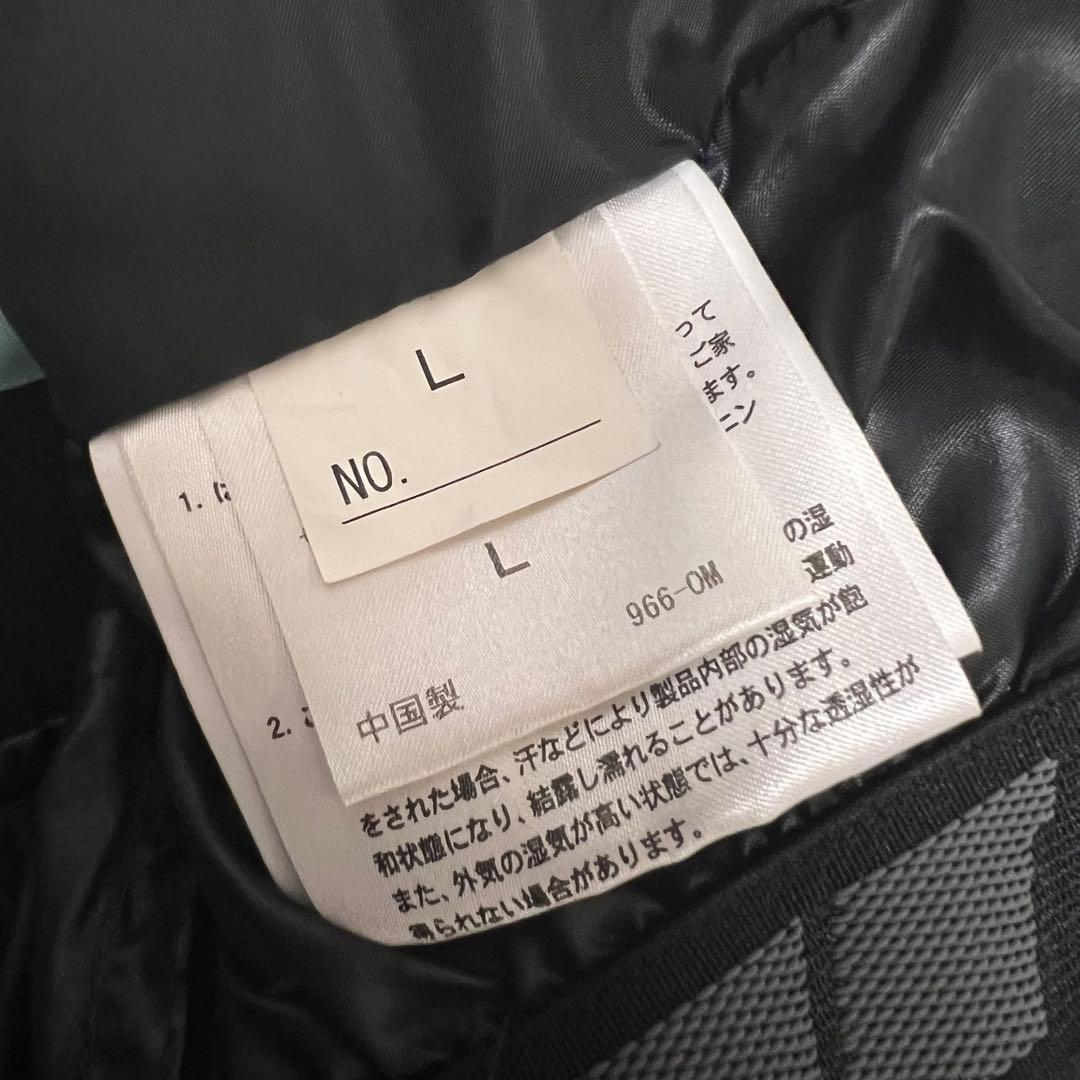 L
NO.
L
966-OM
中国製
って
ご家
ます。
ニン
1. は
2. ご
の湿
運動
をされた場合、汗などにより製品内部の湿気が飽
和状態になり、結露し濡れることがあります。
また、外気の湿気が高い状態では、十分な透湿性が
得られない場合があります。